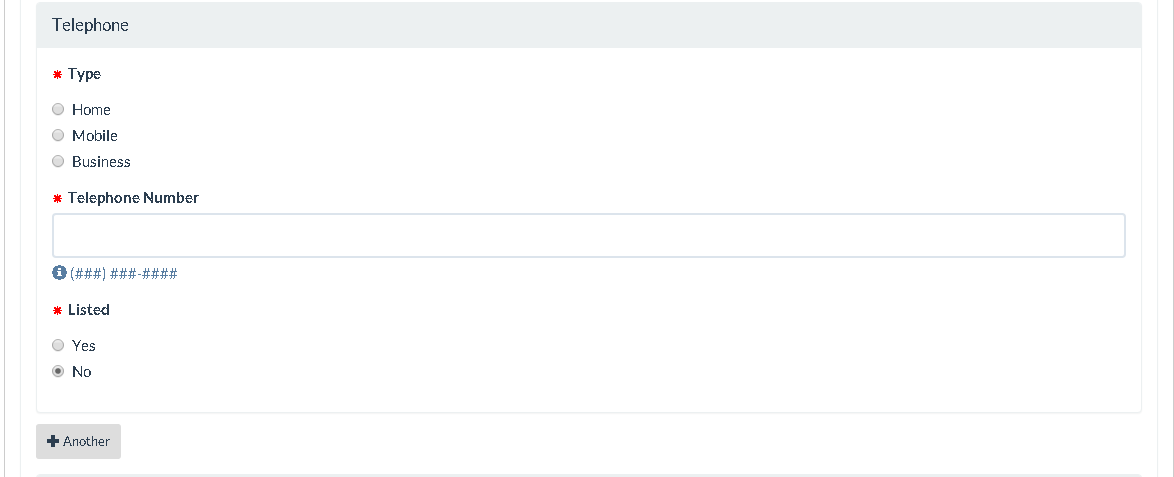 Telephone
* Type
Home
Mobile
Business
* Telephone Number
(###) ###-####
* Listed
Yes
No
Another